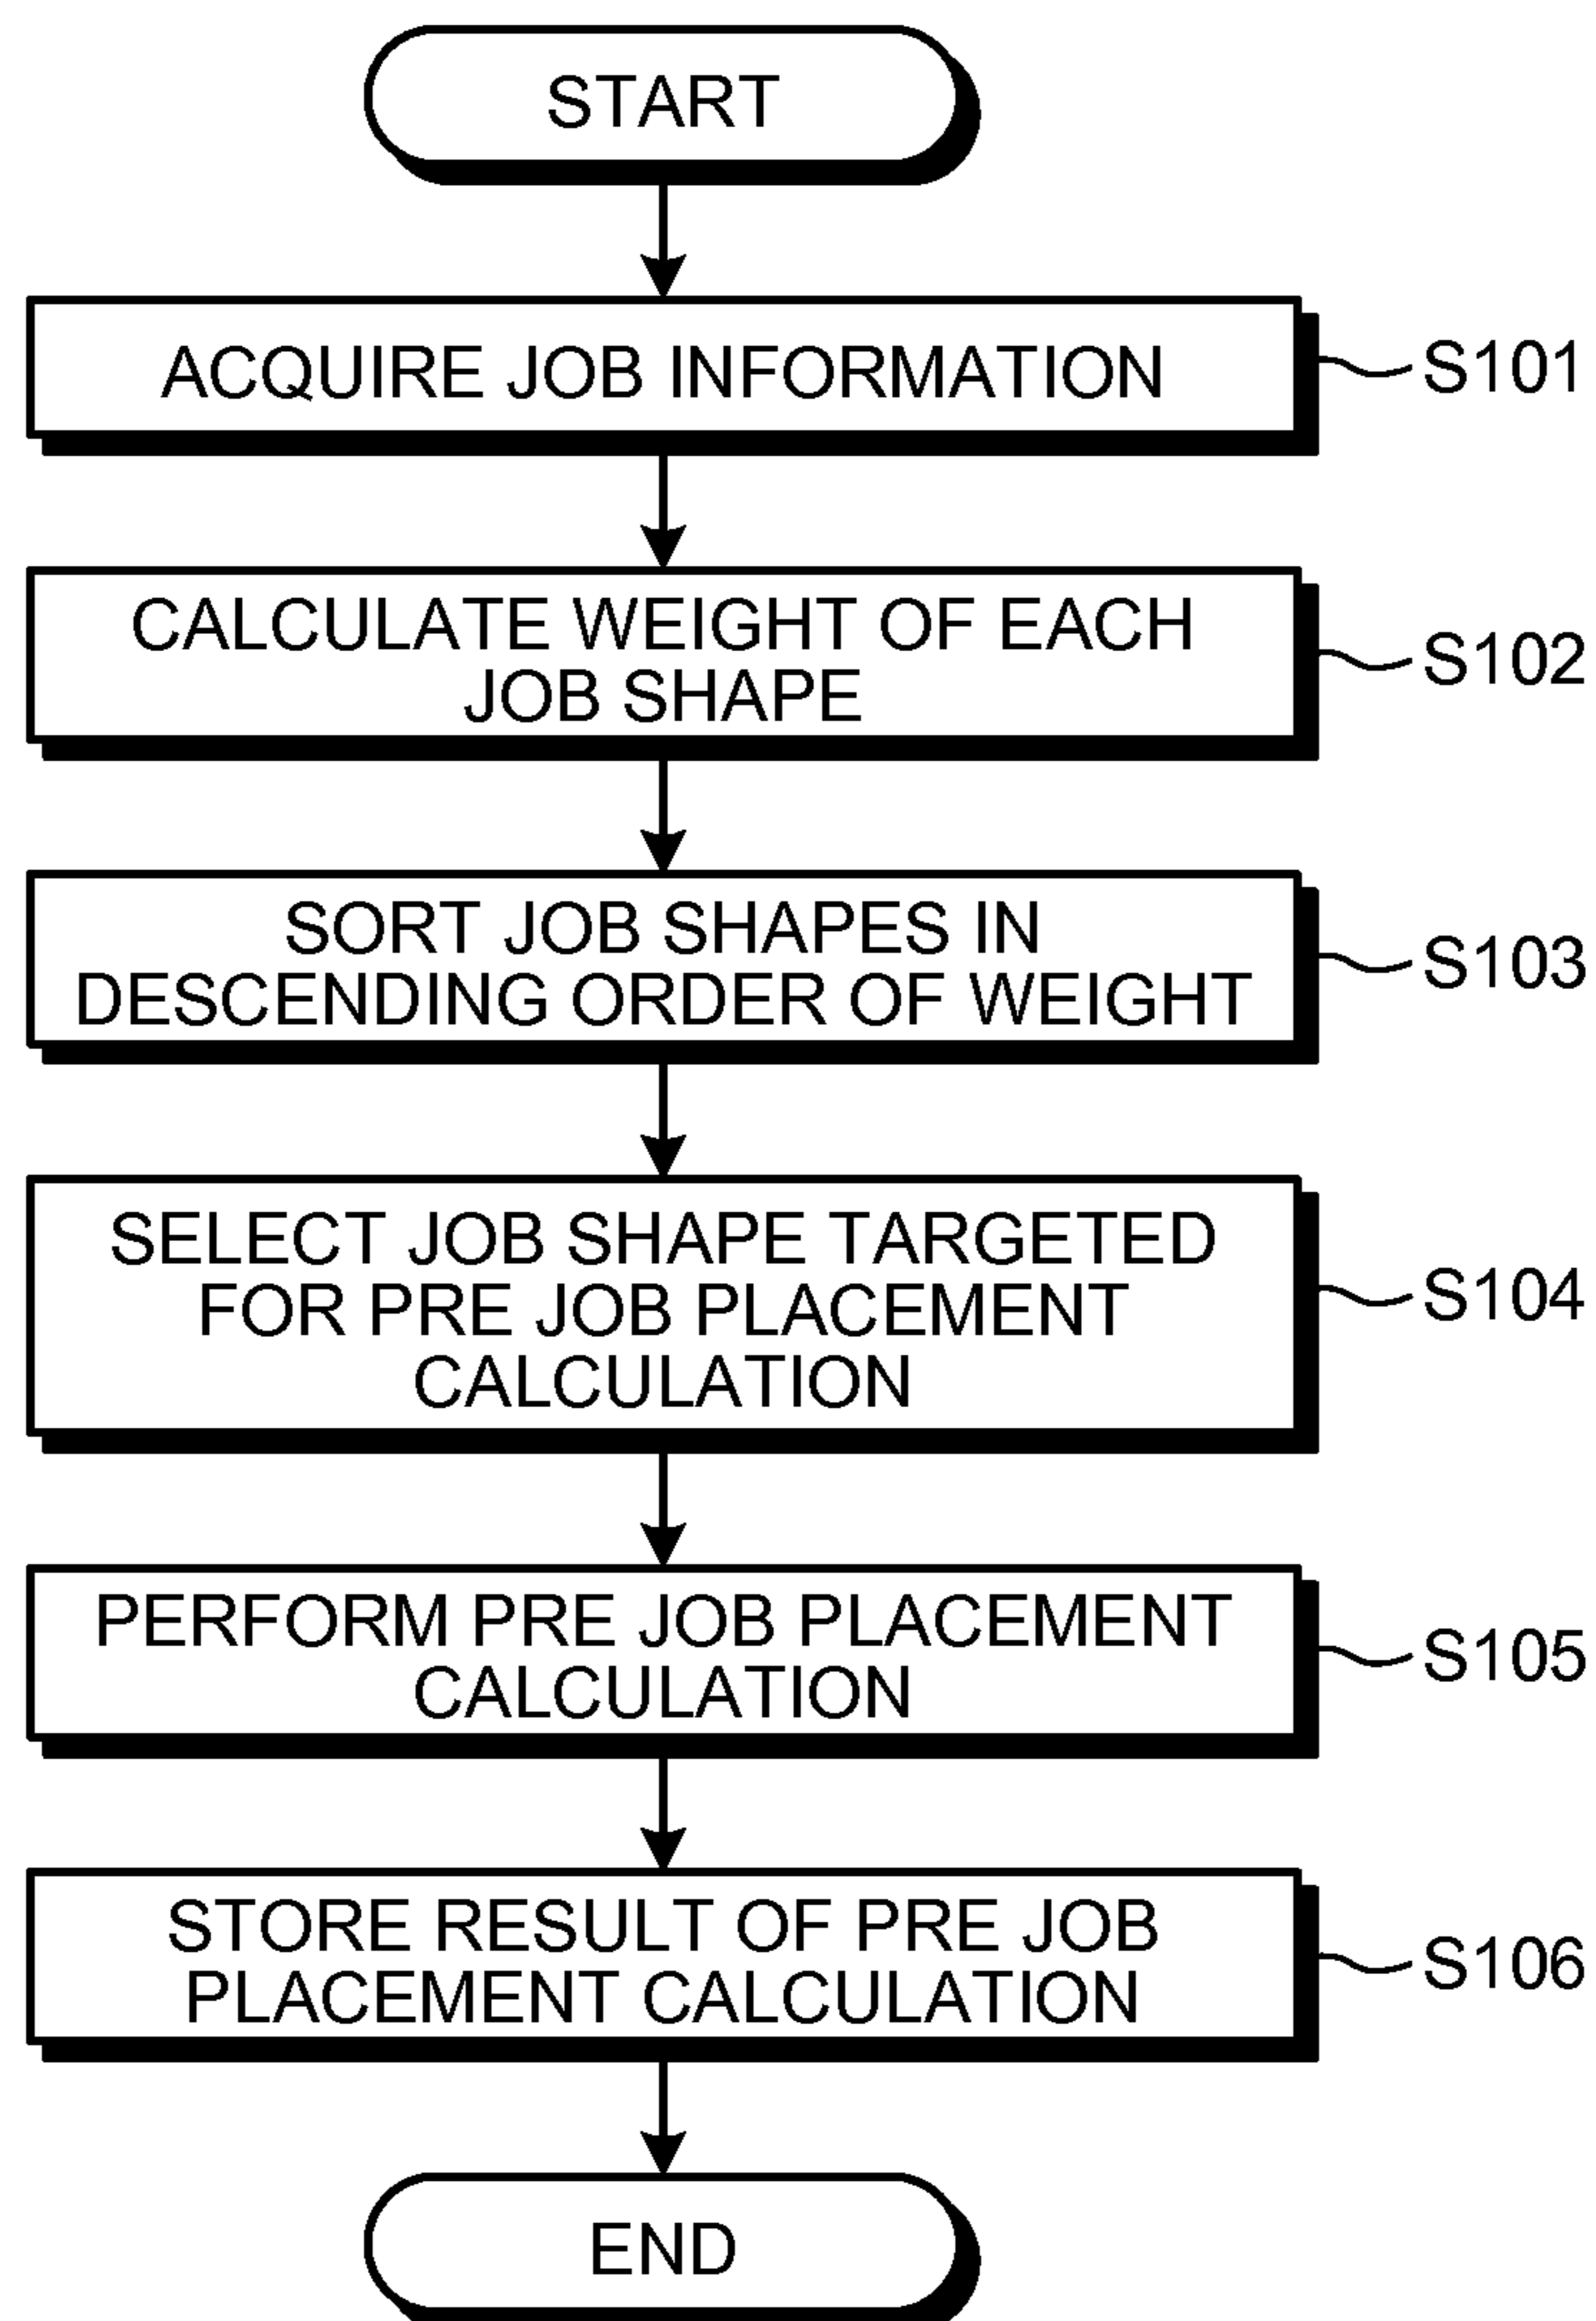 START
ACQUIRE JOB INFORMATION
S101
CALCULATE WEIGHT OF EACH
JOB SHAPE
S102
SORT JOB SHAPES IN
DESCENDING ORDER OF WEIGHT
S103
SELECT JOB SHAPE TARGETED
FOR PRE JOB PLACEMENT
CALCULATION
S104
PERFORM PRE JOB PLACEMENT
CALCULATION
S105
STORE RESULT OF PRE JOB
PLACEMENT CALCULATION
S106
END